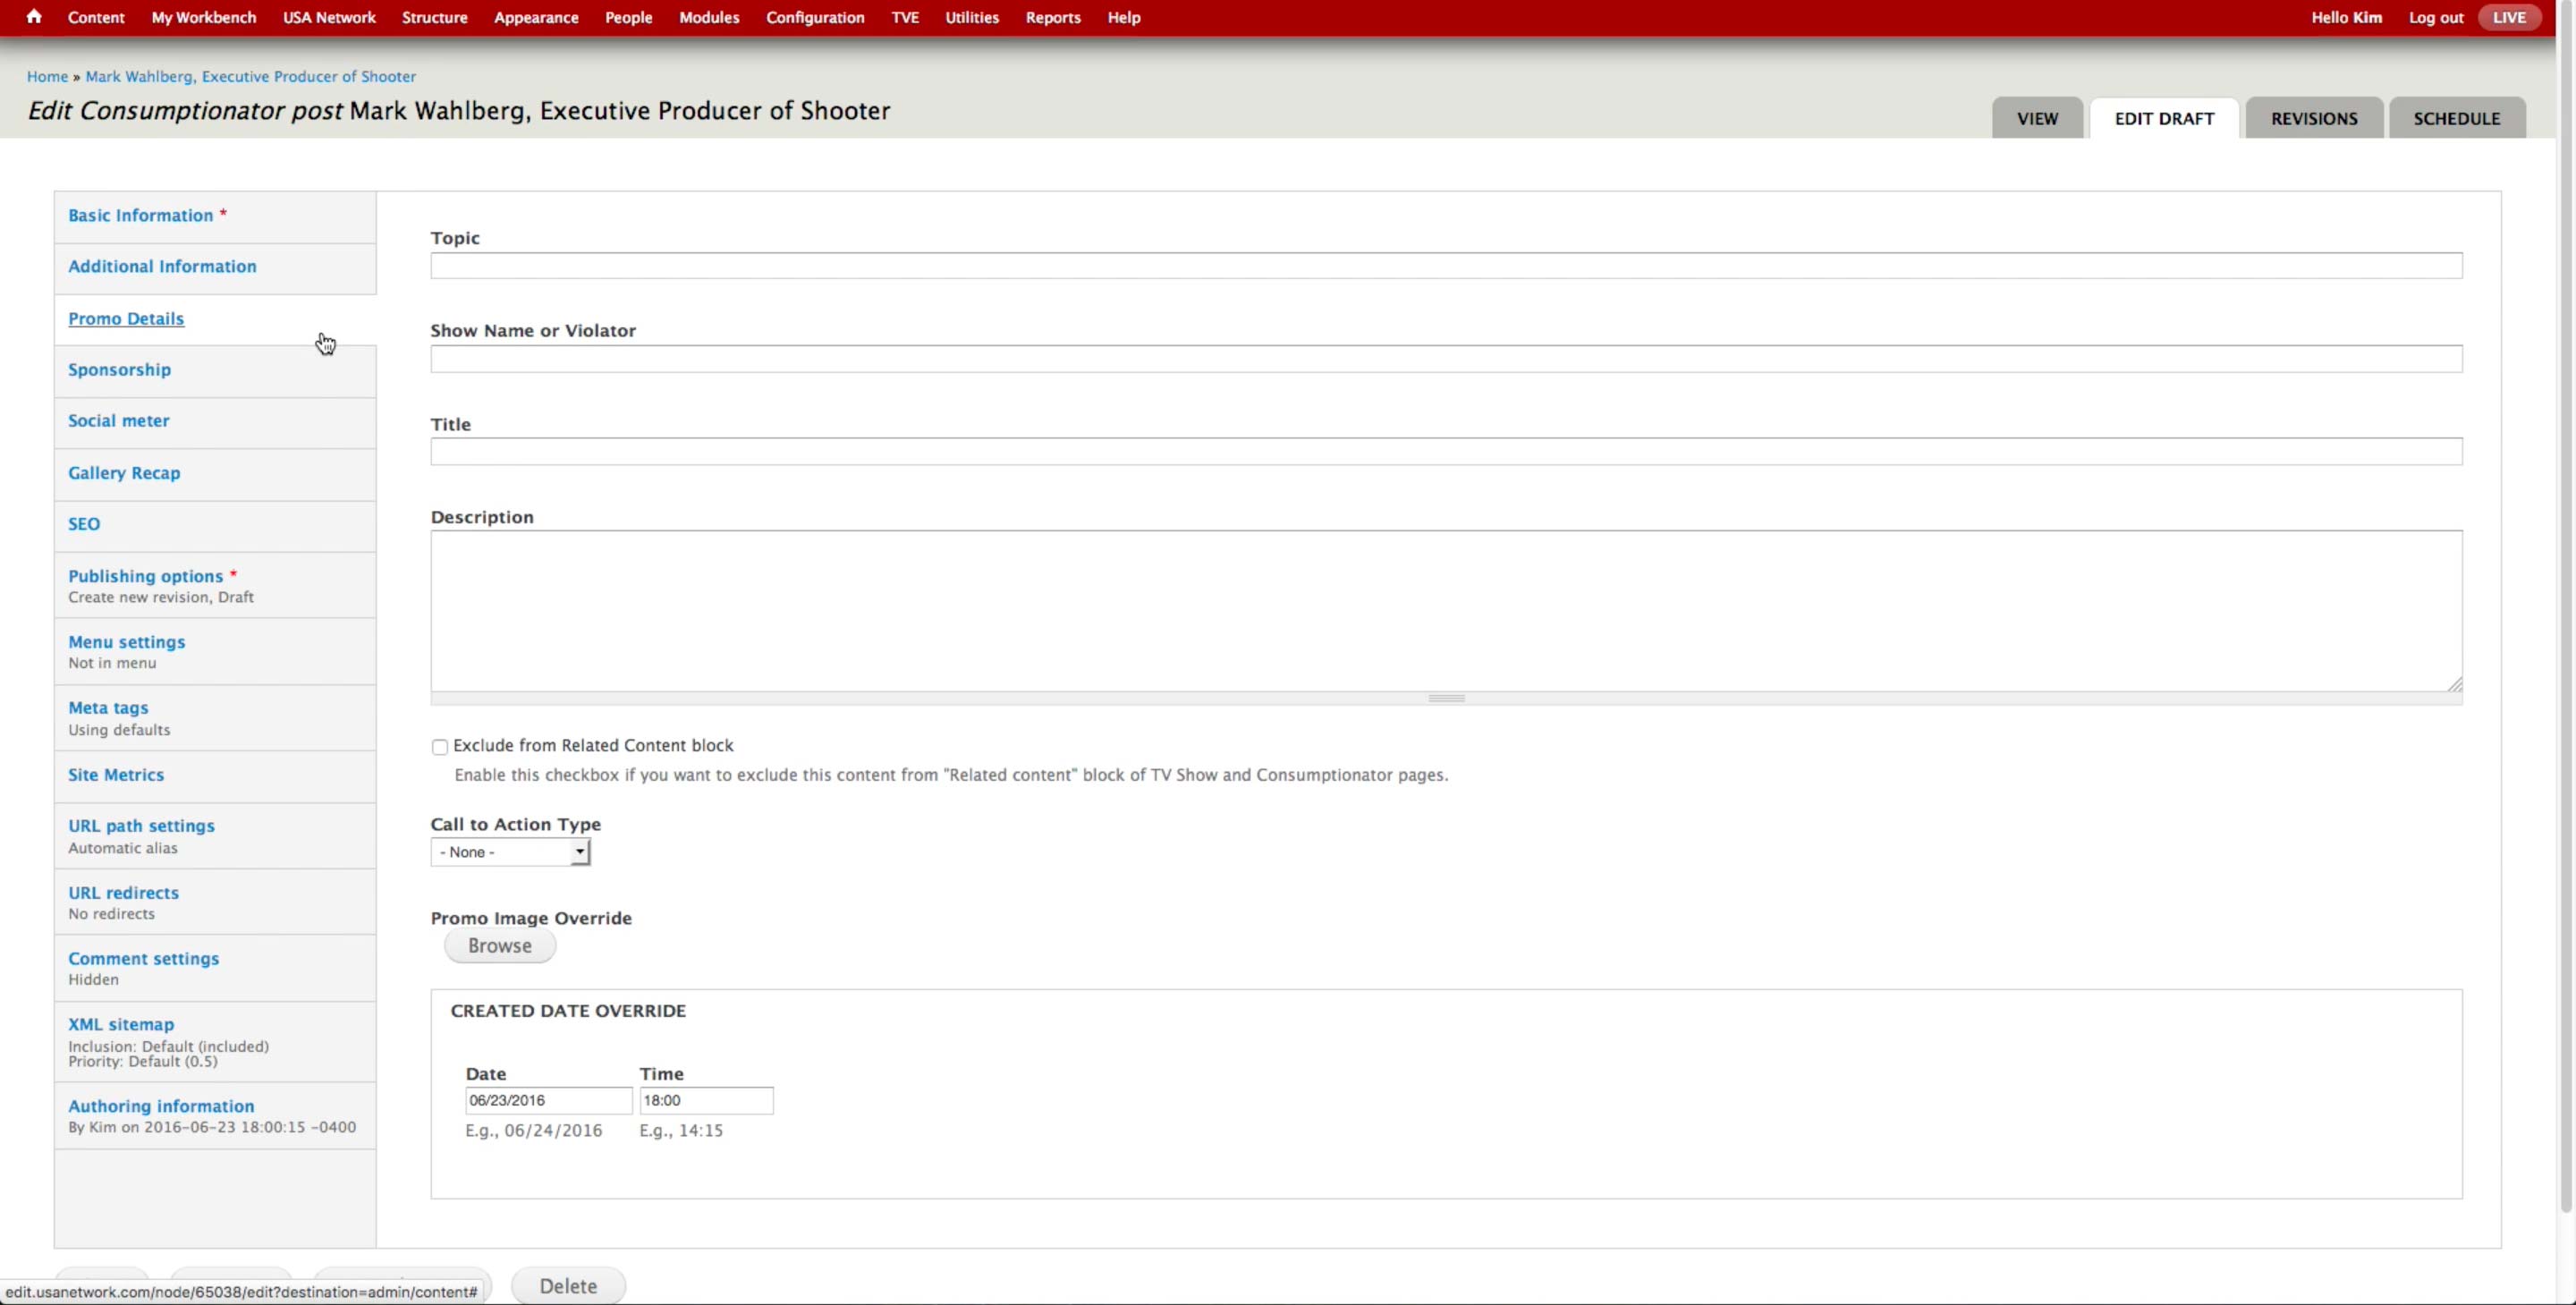 Content My Workbench USA Network Structure Appearance People Modules Configuration TVE Utilities Reports Help Hello Kim Log out LIVE
Home » Mark Wahlberg, Executive Producer of Shooter
Edit Consumptionator post Mark Wahlberg, Executive Producer of Shooter
VIEW EDIT DRAFT REVISIONS SCHEDULE
Basic Information *
Additional Information
Promo Details
Sponsorship
Social meter
Gallery Recap
SEO
Publishing options *
Create new revision, Draft
Menu settings
Not in menu
Meta tags
Using defaults
Site Metrics
URL path settings
Automatic alias
URL redirects
No redirects
Comment settings
Hidden
XML sitemap
Inclusion: Default (included)
Priority: Default (0.5)
Authoring information
By Kim on 2016-06-23 18:00:15 -0400
Topic
Show Name or Violator
Title
Description
Exclude from Related Content block
Enable this checkbox if you want to exclude this content from "Related content" block of TV Show and Consumptionator pages.
Call to Action Type
- None -
Promo Image Override
Browse
CREATED DATE OVERRIDE
Date Time
06/23/2016 18:00
E.g., 06/24/2016 E.g., 14:15
Delete
edit.usanetwork.com/node/65038/edit?destination=admin/content#